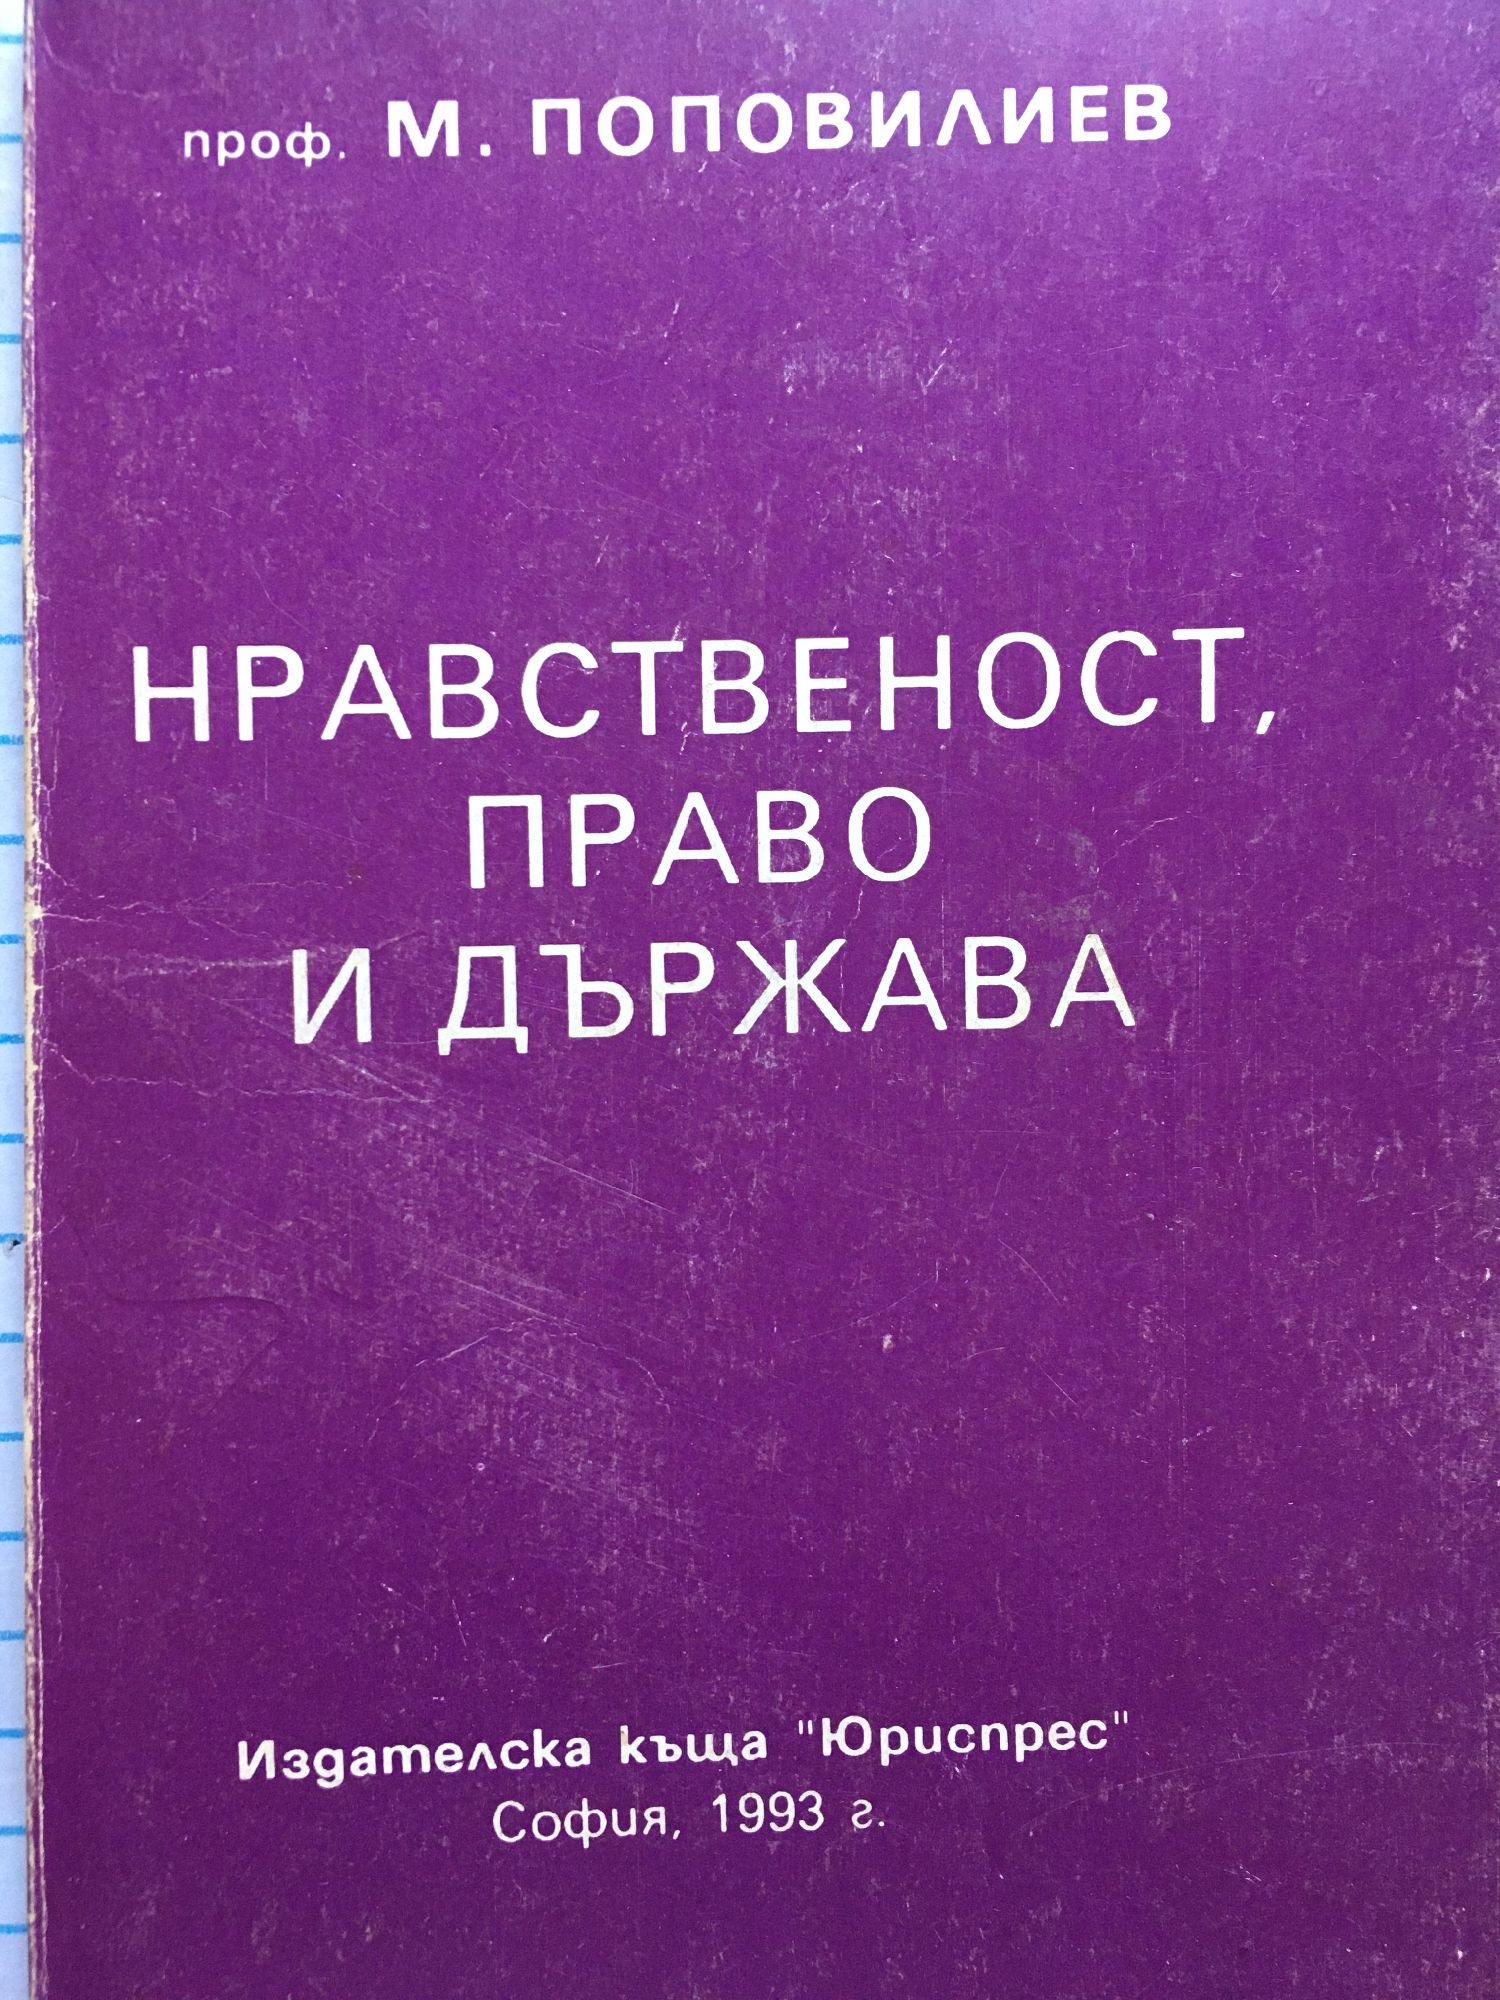 проф. М. ПОПОВИЛИЕВ
НРАВСТВЕНОСТ,
ПРАВО
И ДЪРЖАВА
Издателска къща "Юриспрес"
София, 1993 г.